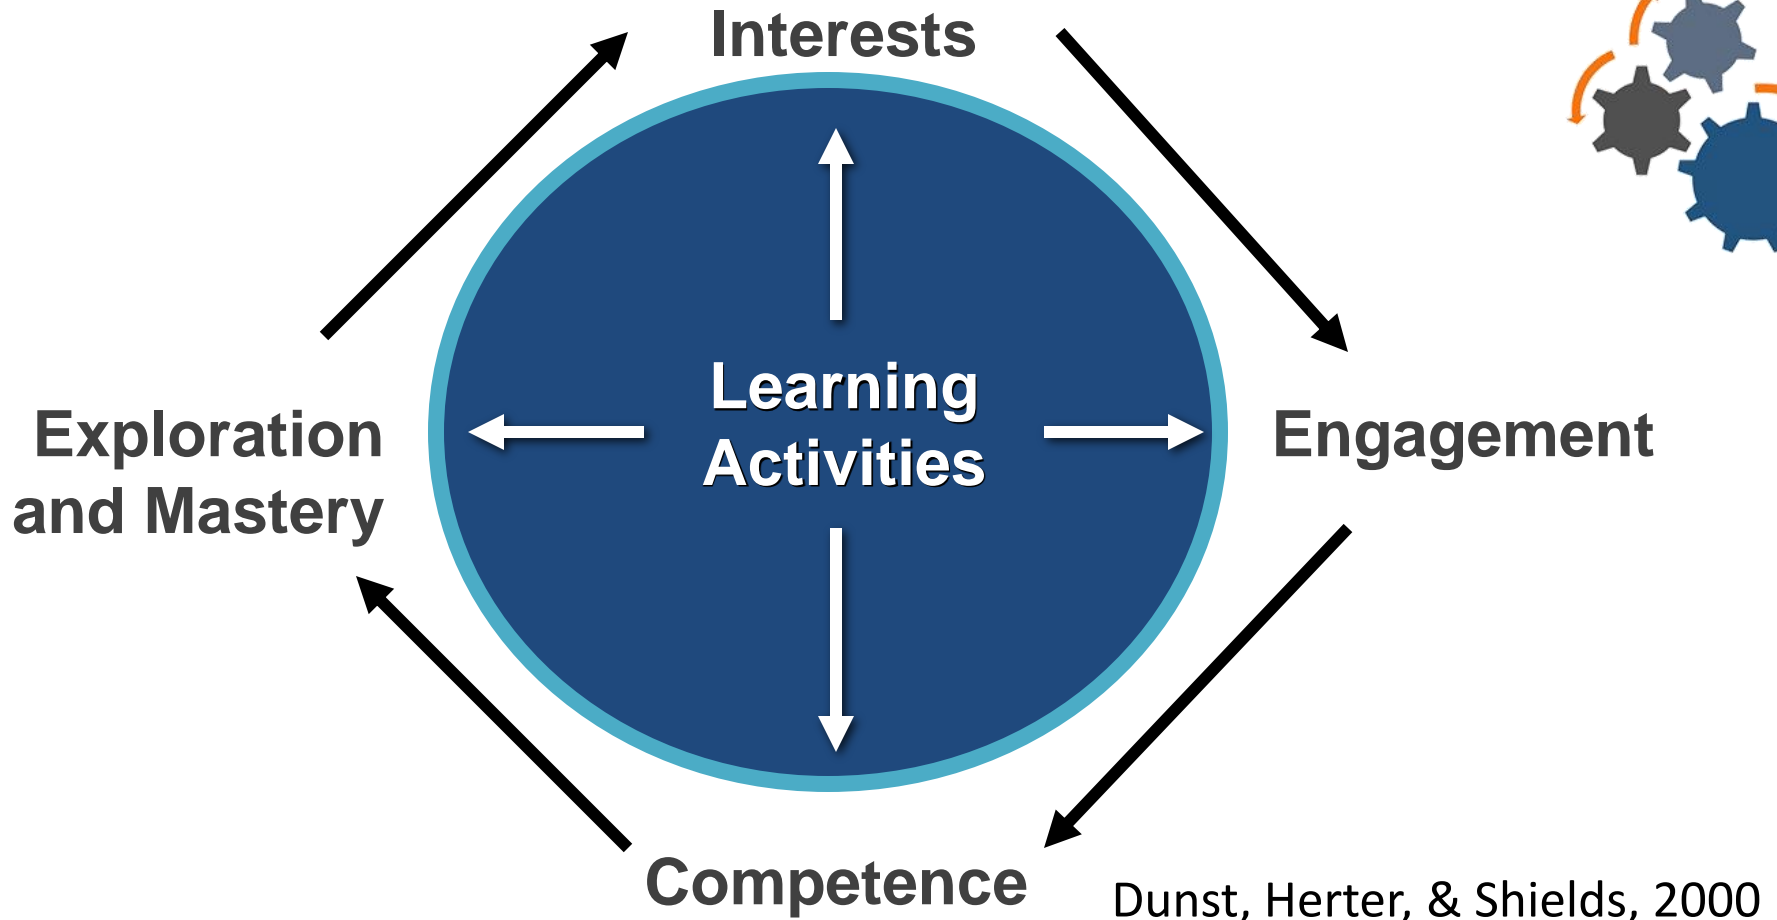 Interests
Learning
Activities
Exploration
and Mastery
Engagement
Competence
Dunst, Herter, & Shields, 2000